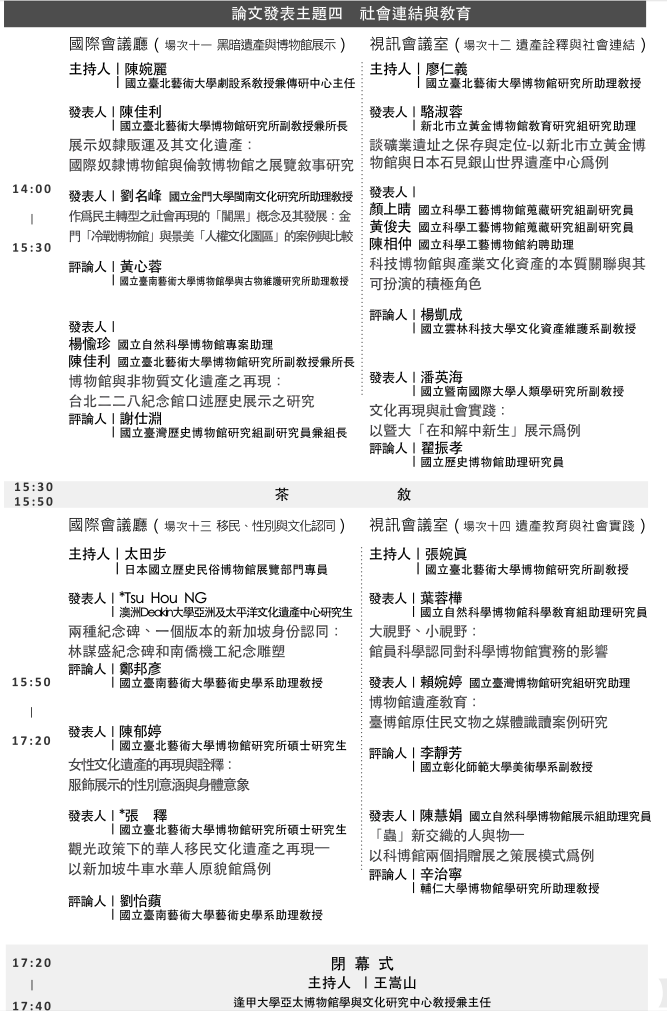 論文發表主題四　社會連結與教育
國際會議廳 ( 場次十一 黑暗遺產與博物館展示 )
主持人｜陳婉麗
｜國立臺北藝術大學劇設系教授兼傳研中心主任
發表人｜陳佳利
｜國立臺北藝術大學博物館研究所副教授兼所長
展示奴隸販運及其文化遺產：
國際奴隸博物館與倫敦博物館之展覽敘事研究
14:00
｜
15:30
發表人｜劉名峰 國立金門大學閩南文化研究所助理教授
作為民主轉型之社會再現的「闇黑」概念及其發展：金
門「冷戰博物館」與景美「人權文化園區」的案例與比較
評論人｜黃心蓉
｜國立臺南藝術大學博物館學與古物維護研究所助理教授
發表人｜
楊愉珍 國立自然科學博物館專案助理
陳佳利 國立臺北藝術大學博物館研究所副教授兼所長
博物館與非物質文化遺產之再現：
台北二二八紀念館口述歷史展示之研究
評論人｜謝仕淵
｜國立臺灣歷史博物館研究組副研究員兼組長
視訊會議室 ( 場次十二 遺產詮釋與社會連結 )
主持人｜廖仁義
｜國立臺北藝術大學博物館研究所助理教授
發表人｜駱淑蓉
｜新北市立黃金博物館教育研究組研究助理
談礦業遺址之保存與定位-以新北市立黃金博
物館與日本石見銀山世界遺產中心為例
發表人｜
顏上晴 國立科學工藝博物館蒐藏研究組副研究員
黃俊夫 國立科學工藝博物館蒐藏研究組副研究員
陳相仲 國立科學工藝博物館約聘助理
科技博物館與產業文化資產的本質關聯與其
可扮演的積極角色
評論人｜楊凱成
｜國立雲林科技大學文化資產維護系副教授
發表人｜潘英海
｜國立暨南國際大學人類學研究所副教授
文化再現與社會實踐：
以暨大「在和解中新生」展示為例
評論人｜翟振孝
｜國立歷史博物館助理研究員
15:30
15:50
茶　敘
國際會議廳 ( 場次十三 移民、性別與文化認同 )
主持人｜太田步
｜日本國立歷史民俗博物館展覽部門專員
發表人｜*Tsu Hou NG
｜澳洲Deakin大學亞洲及太平洋文化遺產中心研究生
兩種紀念碑、一個版本的新加坡身份認同：
林謀盛紀念碑和南僑機工紀念雕塑
評論人｜鄭邦彥
｜國立臺南藝術大學藝術史學系助理教授
15:50
｜
17:20
發表人｜陳郁婷
｜國立臺北藝術大學博物館研究所碩士研究生
女性文化遺產的再現與詮釋：
服飾展示的性別意涵與身體意象
發表人｜*張　釋
｜國立臺北藝術大學博物館研究所碩士研究生
觀光政策下的華人移民文化遺產之再現—
以新加坡牛車水華人原貌館為例
評論人｜劉怡蘋
｜國立臺南藝術大學藝術史學系助理教授
視訊會議室 ( 場次十四 遺產教育與社會實踐 )
主持人｜張婉真
｜國立臺北藝術大學博物館研究所副教授
發表人｜葉蓉樺
｜國立自然科學博物館科學教育組助理研究員
大視野、小視野：
館員科學認同對科學博物館實務的影響
發表人｜賴婉婷 國立臺灣博物館研究組研究助理
博物館遺產教育：
臺博館原住民文物之媒體識讀案例研究
評論人｜李靜芳
｜國立彰化師範大學美術學系副教授
發表人｜陳慧娟 國立自然科學博物館展示組助理研究員
「蟲」新交織的人與物—
以科博館兩個捐贈展之策展模式為例
評論人｜辛治寧
｜輔仁大學博物館學研究所助理教授
17:20
｜
17:40
閉 幕 式
主持人 ｜王嵩山
逢甲大學亞太博物館學與文化研究中心教授兼主任